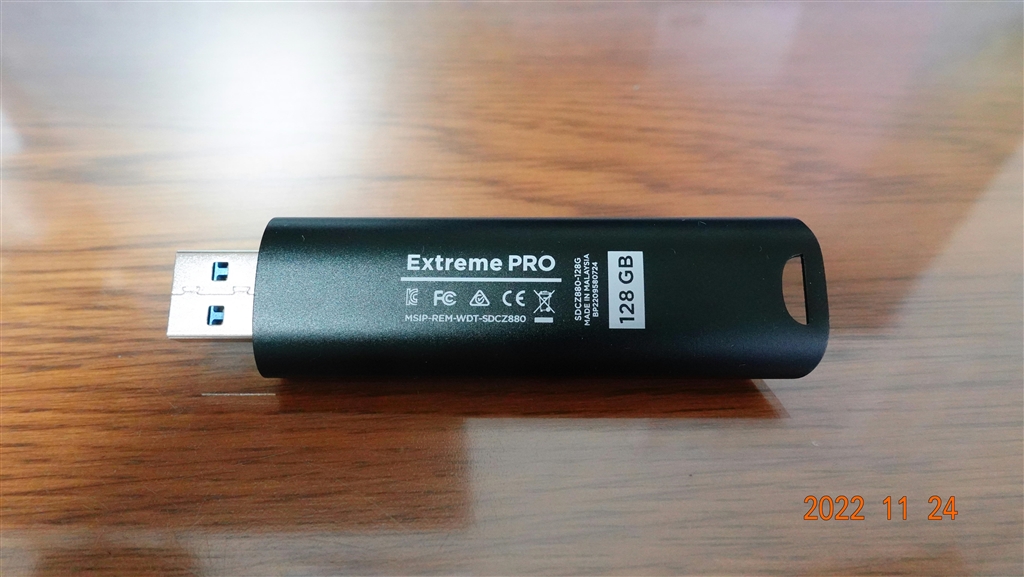 Extreme PRO
FC CE
MSIP-REM-WDT-SDCZ880
SDCZ880-128G
MADE IN MALAYSIA
BP2209580724
128 GB
2022 11 24